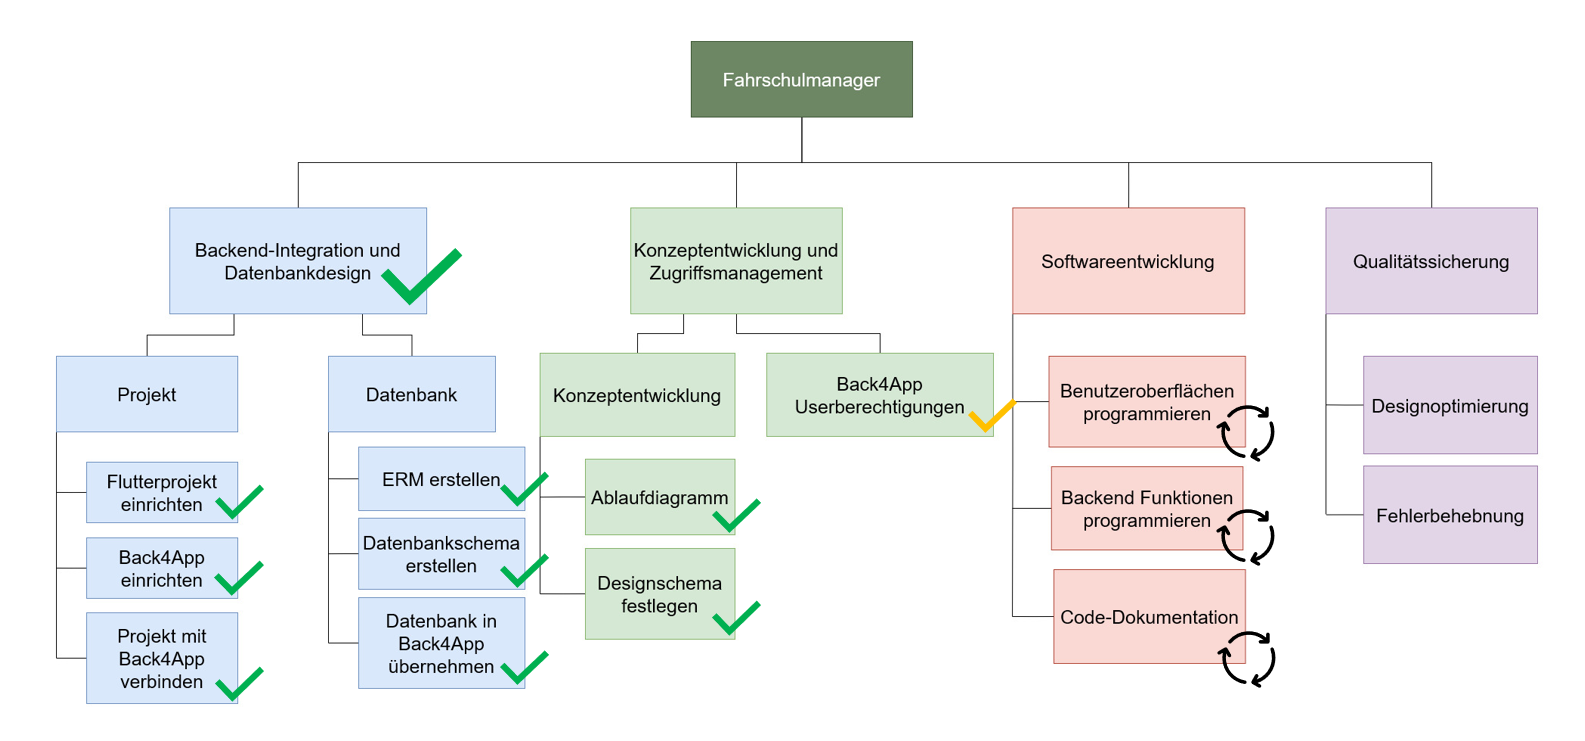 Fahrschulmanager
Backend-Integration und
Datenbankdesign
Konzeptentwicklung und
Zugriffsmanagement
Softwareentwicklung
Qualitätssicherung
Projekt
Datenbank
Konzeptentwicklung
Back4App
Userberechtigungen
Benutzeroberflächen
programmieren
Designoptimierung
Flutterprojekt
einrichten
ERM erstellen
Ablaufdiagramm
Backend Funktionen
programmieren
Fehlerbehebnung
Back4App
einrichten
Datenbankschema
erstellen
Designschema
festlegen
Code-Dokumentation
Projekt mit
Back4App
verbinden
Datenbank in
Back4App
übernehmen